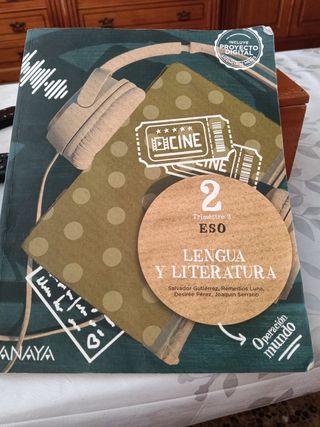 INCLUYE
PROYECTO
DIGITAL
CINE
CINE
2
Trimestre
ESO
LENGUA
Y LITERATURA
Salvador Gutiérrez, Remedios Luna,
Desirée Pérez, Joaquín Serrano
Operación
mundo
ANAYA